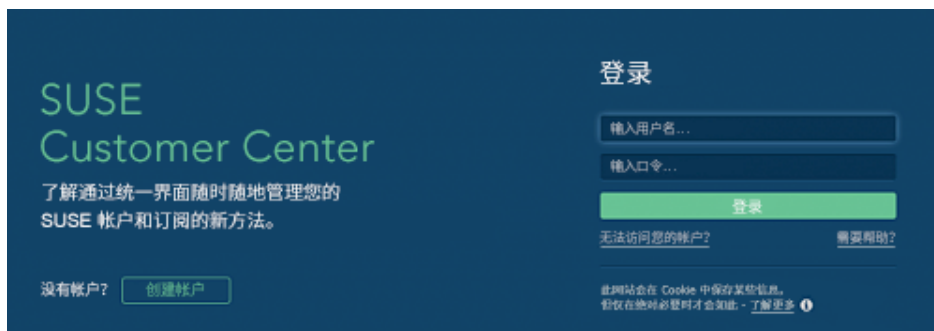 SUSE
Customer Center
了解通过统一界面随时随地管理您的
SUSE 帐户和订阅的新方法。
没有帐户? 创建帐户
登录
输入用户名...
输入口令...
登录
无法访问您的帐户? 需要帮助?
此网站会在 Cookie 中保存某些信息,
但仅在绝对必要时才会如此 - 了解更多